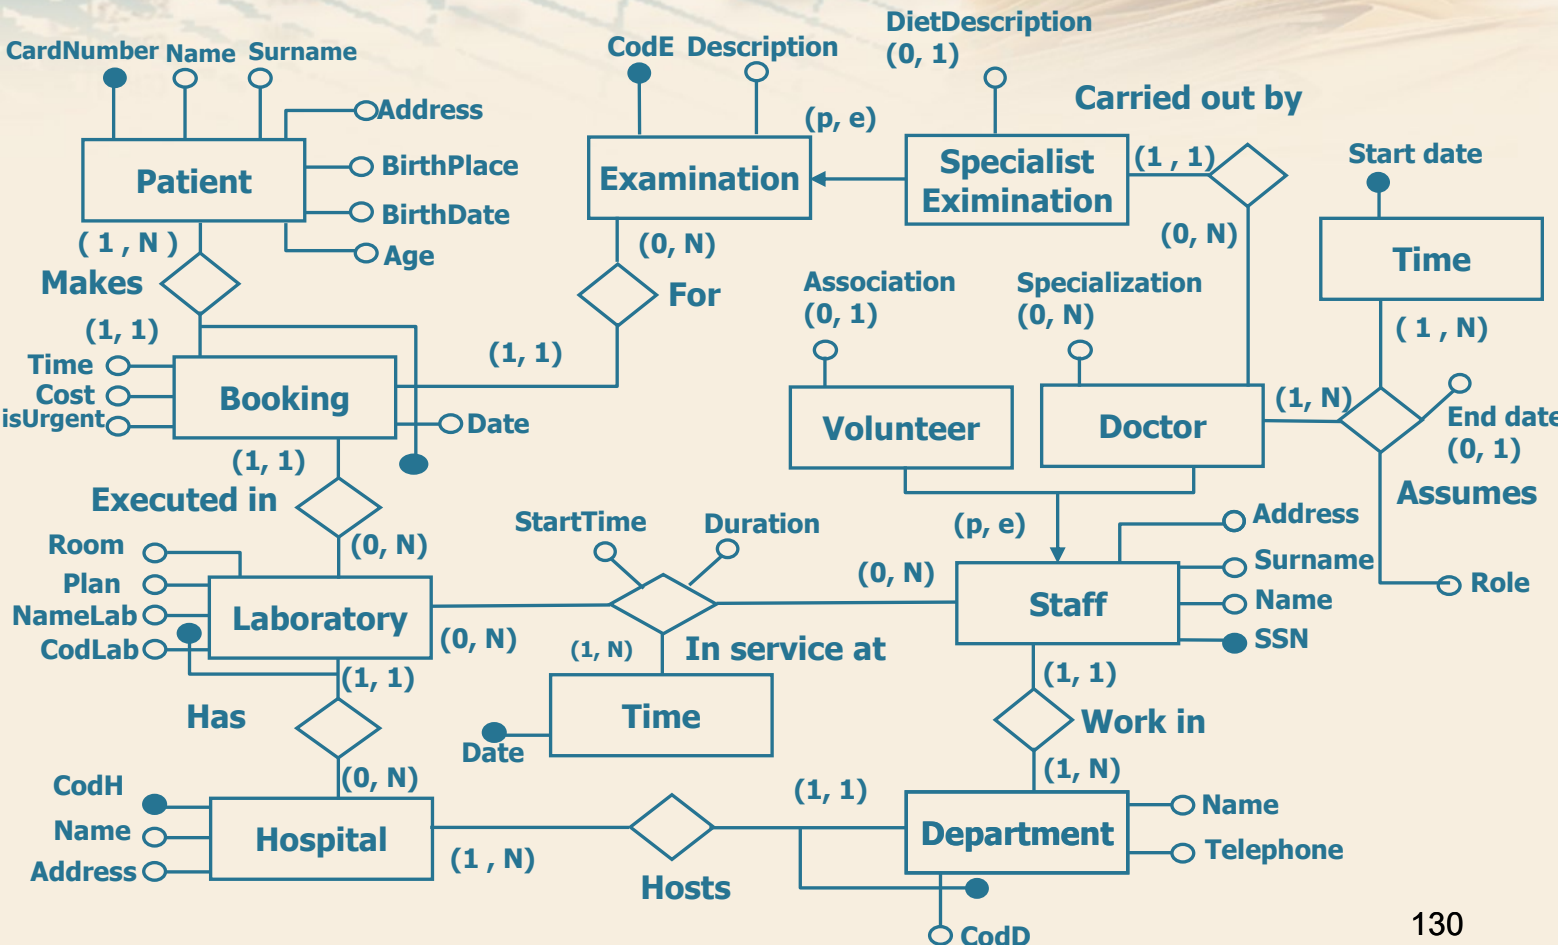 DietDescription
(0, 1)
CardNumber Name Surname
CodE Description
Carried out by
Address
(p, e)
Patient
BirthPlace
BirthDate
Age
Examination
Specialist
Eximination
(1 , 1)
Start date
( 1 , N )
Makes
(0, N)
For
(0, N)
Time
Association
(0, 1)
Specialization
(0, N)
(1, 1)
(1, 1)
( 1 , N)
Time
Cost
isUrgent
Booking
Date
Volunteer
Doctor
(1, N)
End date
(0, 1)
(1, 1)
Executed in
Assumes
(0, N)
StartTime
Duration
(p, e)
Address
Surname
Name
SSN
Role
Room
Plan
NameLab
CodLab
Laboratory
(0, N)
(0, N)
Staff
(1, N)
In service at
(1, 1)
(1, 1)
Has
Time
Date
Work in
(0, N)
(1, N)
CodH
Name
Address
Hospital
(1 , N)
(1, 1)
Hosts
Department
Name
Telephone
CodD
130